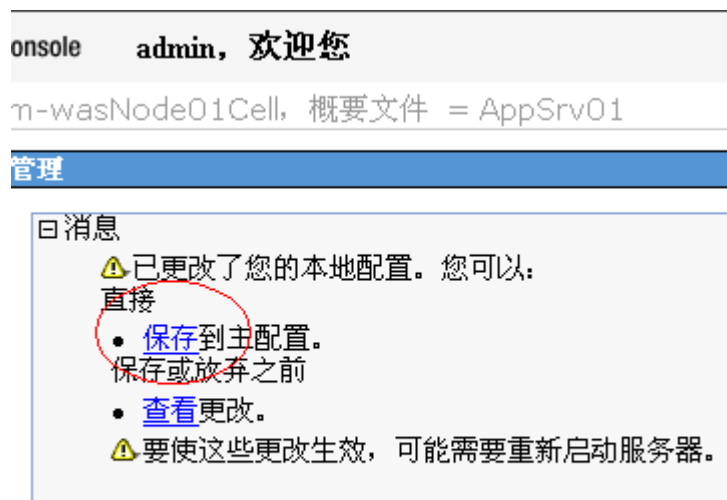 onsole admin，欢迎您
m-wasNode01Cell，概要文件 = AppSrv01
管理
消息
已更改了您的本地配置。您可以：
直接
• 保存到主配置。
保存或放弃之前
• 查看更改。
要使这些更改生效，可能需要重新启动服务器。